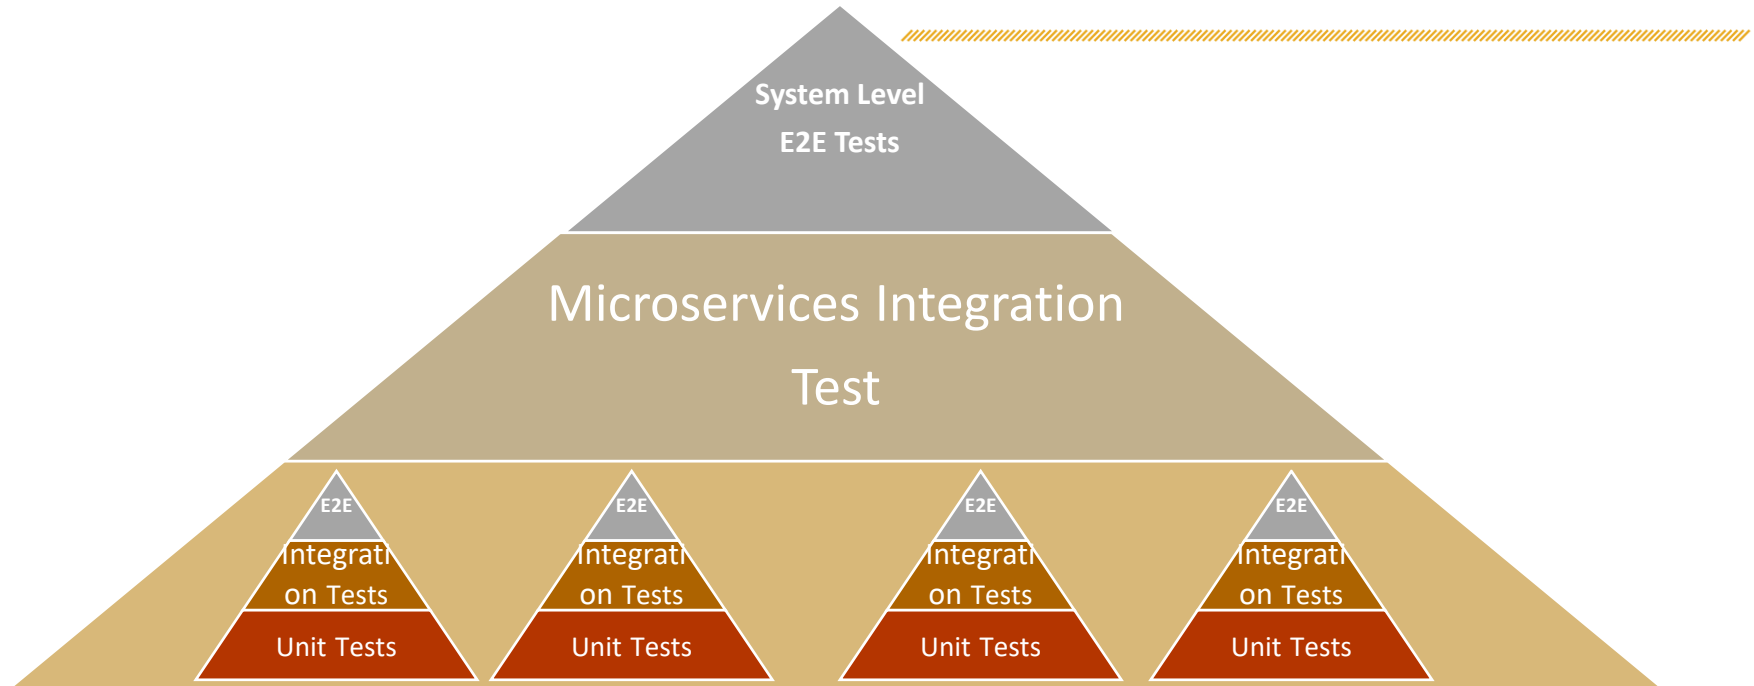 System Level
E2E Tests
Microservices Integration
Test
E2E
Integrati
on Tests
Unit Tests
E2E
Integrati
on Tests
Unit Tests
E2E
Integrati
on Tests
Unit Tests
E2E
Integrati
on Tests
Unit Tests